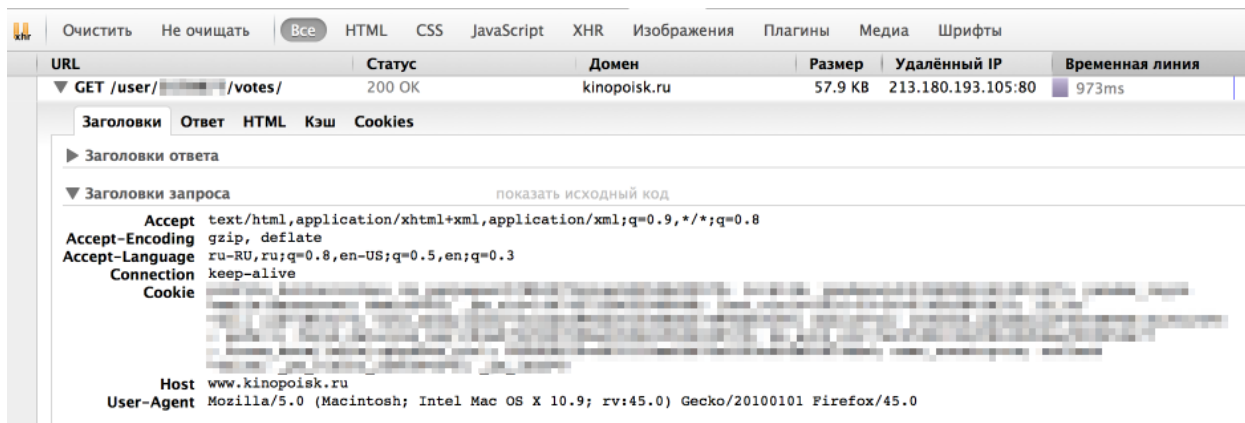 xhr Очистить Не очищать Все HTML CSS JavaScript XHR Изображения Плагины Медиа Шрифты
URL Статус Домен Размер Удалённый IP Временная линия
GET /user/ /votes/ 200 OK kinopoisk.ru 57.9 KB 213.180.193.105:80 973ms
Заголовки Ответ HTML Кэш Cookies
Заголовки ответа
Заголовки запроса показать исходный код
Accept text/html,application/xhtml+xml,application/xml;q=0.9,*/*;q=0.8
Accept-Encoding gzip, deflate
Accept-Language ru-RU,ru;q=0.8,en-US;q=0.5,en;q=0.3
Connection keep-alive
Cookie
Host www.kinopoisk.ru
User-Agent Mozilla/5.0 (Macintosh; Intel Mac OS X 10.9; rv:45.0) Gecko/20100101 Firefox/45.0